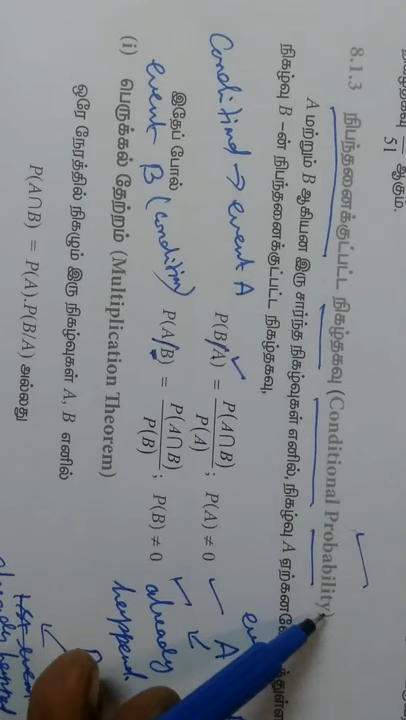 51 ஆகும்.
8.1.3 நிபந்தனைக்குட்பட்ட நிகழ்தகவு (Conditional Probability)
A மற்றும் B ஆகியன இரு சார்ந்த நிகழ்வுகள் எனில், நிகழ்வு A ஏற்கனவே
நிகழ்வு B –ன் நிபந்தனைக்குட்பட்ட நிகழ்தகவு,
Conditional → event A
P(B/A) = P(A∩B)/P(A) ; P(A) ≠ 0
A
இதேப் போல்
P(A/B) = P(A∩B)/P(B) ; P(B) ≠ 0
already
happend
event B (condition)
(i) பெருக்கல் தேற்றம் (Multiplication Theorem)
ஒரே நேரத்தில் நிகழும் இரு நிகழ்வுகள் A, B எனில்
P(A∩B) = P(A).P(B/A) அல்லது